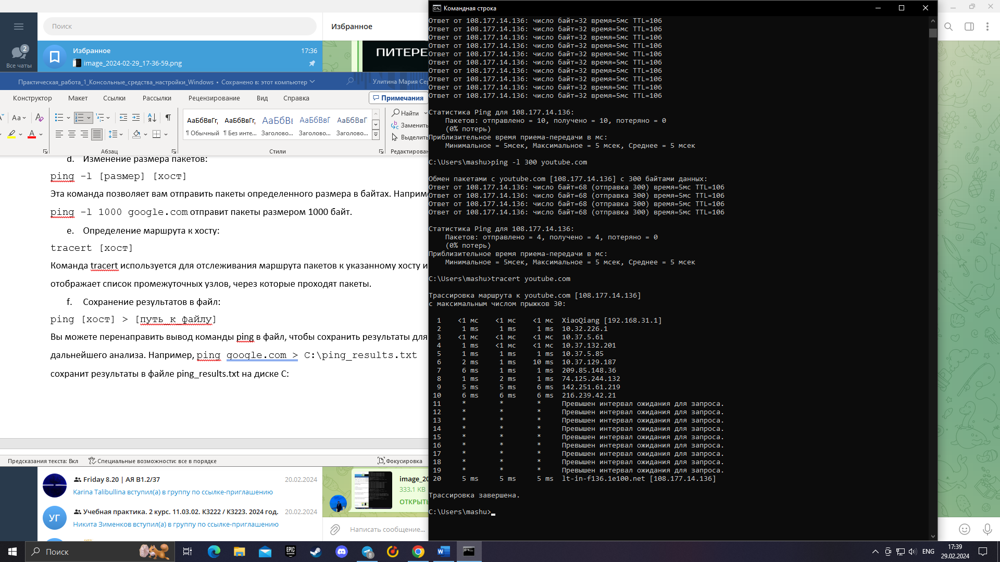 Поиск
Избранное
Избранное
17:36
image_2024-02-29_17-36-59.png
2
Все чаты
ПИТЕРЕ
Практическая_работа_1_Консольные_средства_настройки_Windows • Сохранено в: этот компьютер
Улитина Мария Сер
Конструктор Макет Ссылки Рассылки Рецензирование Вид Справка
Примечания
Аа
АаБбВвГг, АаБбВвГг, АаБбВ АаБбВвГ АаБбВвГ
¶ Обычный ¶ Без инте... Заголово... Заголово... Заголово...
Найти
Заменить
Выделить
Абзац Стили Редактирован
d. Изменение размера пакетов:
ping -l [размер] [хост]
Эта команда позволяет вам отправить пакеты определенного размера в байтах. Наприме
ping -l 1000 google.com отправит пакеты размером 1000 байт.
e. Определение маршрута к хосту:
tracert [хост]
Команда tracert используется для отслеживания маршрута пакетов к указанному хосту и
отображает список промежуточных узлов, через которые проходят пакеты.
f. Сохранение результатов в файл:
ping [хост] > [путь_к_файлу]
Вы можете перенаправить вывод команды ping в файл, чтобы сохранить результаты для
дальнейшего анализа. Например, ping google.com > C:\ping_results.txt
сохранит результаты в файле ping_results.txt на диске C:
Предсказания текста: Вкл Специальные возможности: все в порядке Фокусировка
Friday 8.20 | АЯ B1.2/37
20.02.2024
Karina Talibullina вступил(а) в группу по ссылке-приглашению
УГ
Учебная практика. 2 курс. 11.03.02. K3222 / K3223. 2024 год.
20.02.2024
Никита Зименков вступил(а) в группу по ссылке-приглашению
image_20
333.1 KB
ОТКРЫТЬ
Написать сообщение...
Командная строка
Ответ от 108.177.14.136: число байт=32 время=5мс TTL=106
Ответ от 108.177.14.136: число байт=32 время=5мс TTL=106
Ответ от 108.177.14.136: число байт=32 время=5мс TTL=106
Ответ от 108.177.14.136: число байт=32 время=5мс TTL=106
Ответ от 108.177.14.136: число байт=32 время=5мс TTL=106
Ответ от 108.177.14.136: число байт=32 время=5мс TTL=106
Ответ от 108.177.14.136: число байт=32 время=5мс TTL=106
Ответ от 108.177.14.136: число байт=32 время=5мс TTL=106
Ответ от 108.177.14.136: число байт=32 время=5мс TTL=106
Ответ от 108.177.14.136: число байт=32 время=5мс TTL=106
Статистика Ping для 108.177.14.136:
Пакетов: отправлено = 10, получено = 10, потеряно = 0
(0% потерь)
Приблизительное время приема-передачи в мс:
Минимальное = 5мсек, Максимальное = 5 мсек, Среднее = 5 мсек
C:\Users\mashu>ping -l 300 youtube.com
Обмен пакетами с youtube.com [108.177.14.136] с 300 байтами данных:
Ответ от 108.177.14.136: число байт=68 (отправка 300) время=5мс TTL=106
Ответ от 108.177.14.136: число байт=68 (отправка 300) время=5мс TTL=106
Ответ от 108.177.14.136: число байт=68 (отправка 300) время=5мс TTL=106
Ответ от 108.177.14.136: число байт=68 (отправка 300) время=5мс TTL=106
Статистика Ping для 108.177.14.136:
Пакетов: отправлено = 4, получено = 4, потеряно = 0
(0% потерь)
Приблизительное время приема-передачи в мс:
Минимальное = 5мсек, Максимальное = 5 мсек, Среднее = 5 мсек
C:\Users\mashu>tracert youtube.com
Трассировка маршрута к youtube.com [108.177.14.136]
с максимальным числом прыжков 30:
1 <1 мс <1 мс <1 мс XiaoQiang [192.168.31.1]
2 1 ms 1 ms 1 ms 10.32.226.1
3 <1 мс <1 мс <1 мс 10.37.5.61
4 1 ms <1 мс <1 мс 10.37.132.201
5 1 ms 1 ms 1 ms 10.37.5.85
6 2 ms 1 ms 10 ms 10.37.129.187
7 6 ms 1 ms 1 ms 209.85.148.36
8 1 ms 2 ms 1 ms 74.125.244.132
9 5 ms 5 ms 6 ms 142.251.61.219
10 6 ms 6 ms 6 ms 216.239.42.21
11 * * * Превышен интервал ожидания для запроса.
12 * * * Превышен интервал ожидания для запроса.
13 * * * Превышен интервал ожидания для запроса.
14 * * * Превышен интервал ожидания для запроса.
15 * * * Превышен интервал ожидания для запроса.
16 * * * Превышен интервал ожидания для запроса.
17 * * * Превышен интервал ожидания для запроса.
18 * * * Превышен интервал ожидания для запроса.
19 * * * Превышен интервал ожидания для запроса.
20 5 ms 5 ms 5 ms lt-in-f136.1e100.net [108.177.14.136]
Трассировка завершена.
C:\Users\mashu>
Поиск
EPIC GAMES
8
ENG
17:39
29.02.2024